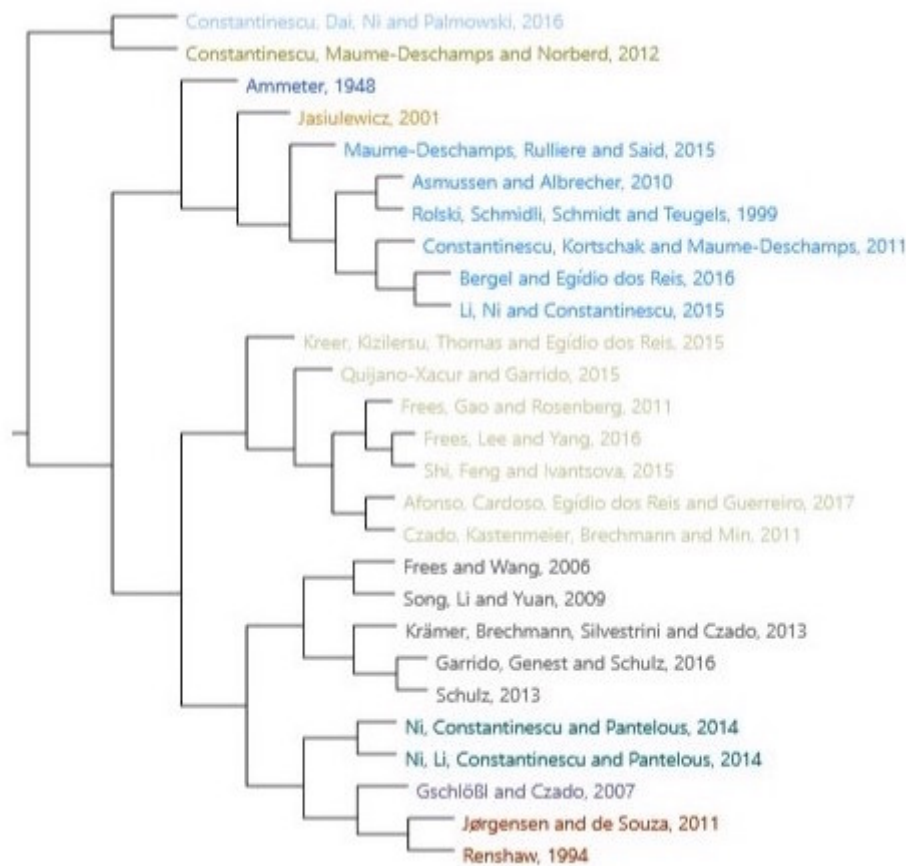 Constantinescu, Dai, Ni and Palmowski, 2016
Constantinescu, Maume-Deschamps and Norberd, 2012
Ammeter, 1948
Jasiulewicz, 2001
Maume-Deschamps, Rulliere and Said, 2015
Asmussen and Albrecher, 2010
Rolski, Schmidli, Schmidt and Teugels, 1999
Constantinescu, Kortschak and Maume-Deschamps, 2011
Bergel and Egídio dos Reis, 2016
Li, Ni and Constantinescu, 2015
Kreer, Kizilersu, Thomas and Egídio dos Reis, 2015
Quijano-Xacur and Garrido, 2015
Frees, Gao and Rosenberg, 2011
Frees, Lee and Yang, 2016
Shi, Feng and Ivantsova, 2015
Afonso, Cardoso, Egídio dos Reis and Guerreiro, 2017
Czado, Kastenmeier, Brechmann and Min, 2011
Frees and Wang, 2006
Song, Li and Yuan, 2009
Krämer, Brechmann, Silvestrini and Czado, 2013
Garrido, Genest and Schulz, 2016
Schulz, 2013
Ni, Constantinescu and Pantelous, 2014
Ni, Li, Constantinescu and Pantelous, 2014
Gschlößl and Czado, 2007
Jørgensen and de Souza, 2011
Renshaw, 1994